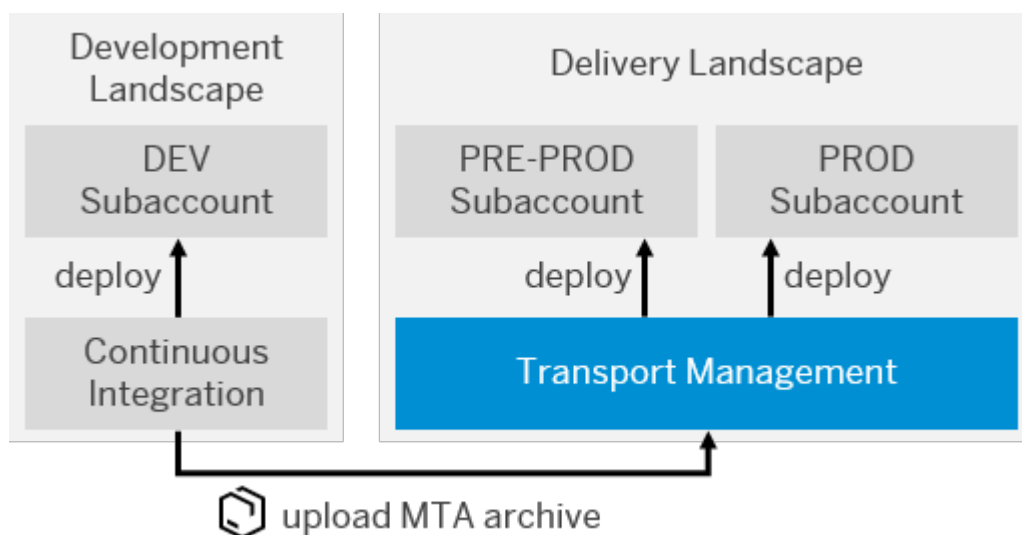 Development
Landscape
DEV
Subaccount
deploy
Continuous
Integration
Delivery Landscape
PRE-PROD
Subaccount
PROD
Subaccount
deploy
deploy
Transport Management
upload MTA archive